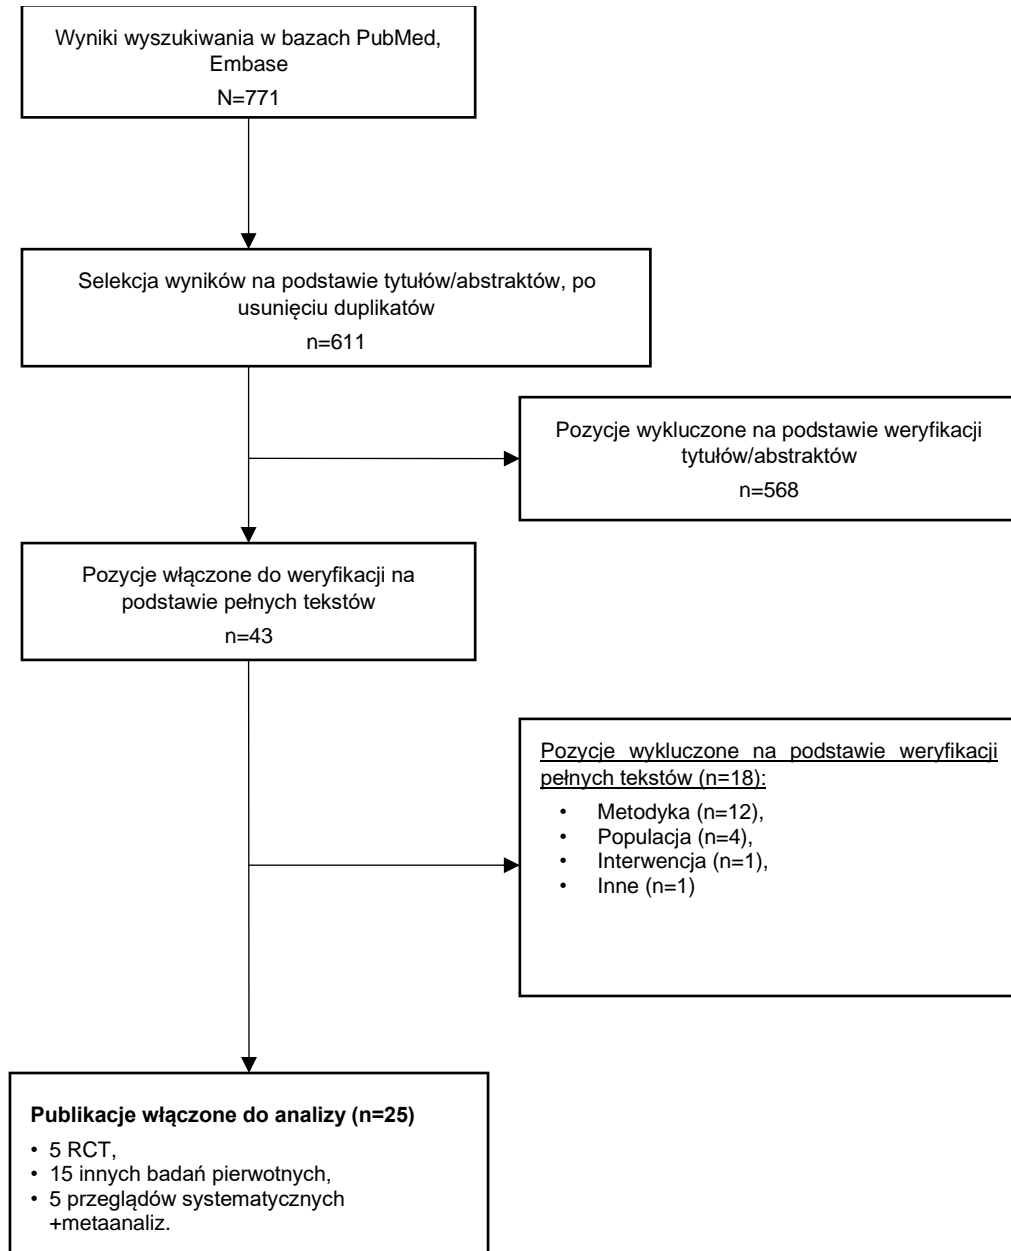 Wyniki wyszukiwania w bazach PubMed,
Embase
N=771
Selekcja wyników na podstawie tytułów/abstraktów, po
usunięciu duplikatów
n=611
Pozycje wykluczone na podstawie weryfikacji
tytułów/abstraktów
n=568
Pozycje włączone do weryfikacji na
podstawie pełnych tekstów
n=43
Pozycje wykluczone na podstawie weryfikacji
pełnych tekstów (n=18):
• Metodyka (n=12),
• Populacja (n=4),
• Interwencja (n=1),
• Inne (n=1)
Publikacje włączone do analizy (n=25)
• 5 RCT,
• 15 innych badań pierwotnych,
• 5 przeglądów systematycznych
+metaanaliz.